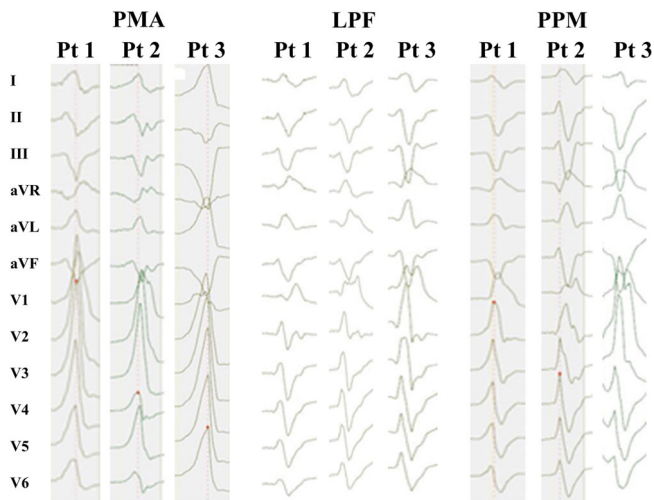 PMA LPF PPM
Pt 1 Pt 2 Pt 3 Pt 1 Pt 2 Pt 3 Pt 1 Pt 2 Pt 3
I
II
III
aVR
aVL
aVF
V1
V2
V3
V4
V5
V6